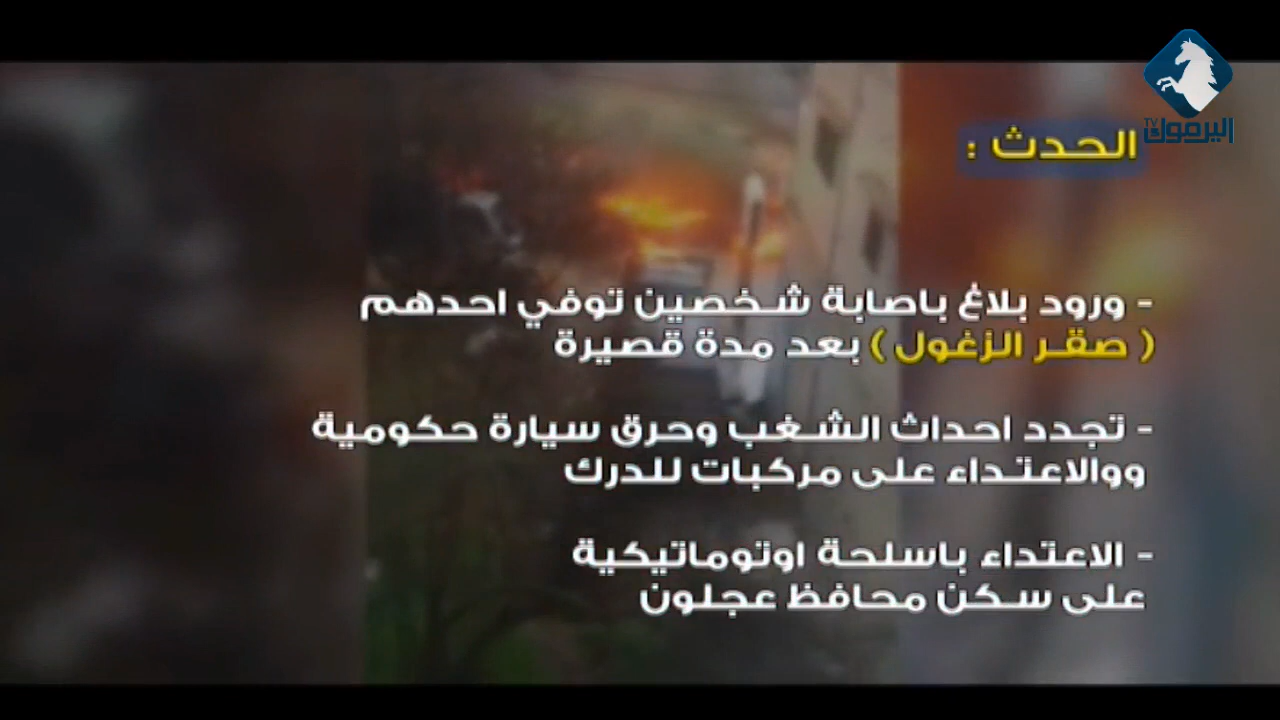 اليرموك TV
الحدث :
- ورود بلاغ باصابة شخصين توفي احدهم
( صقر الزغول ) بعد مدة قصيرة
- تجدد احداث الشغب وحرق سيارة حكومية
ووالاعتداء على مركبات للدرك
- الاعتداء باسلحة اوتوماتيكية
على سكن محافظ عجلون